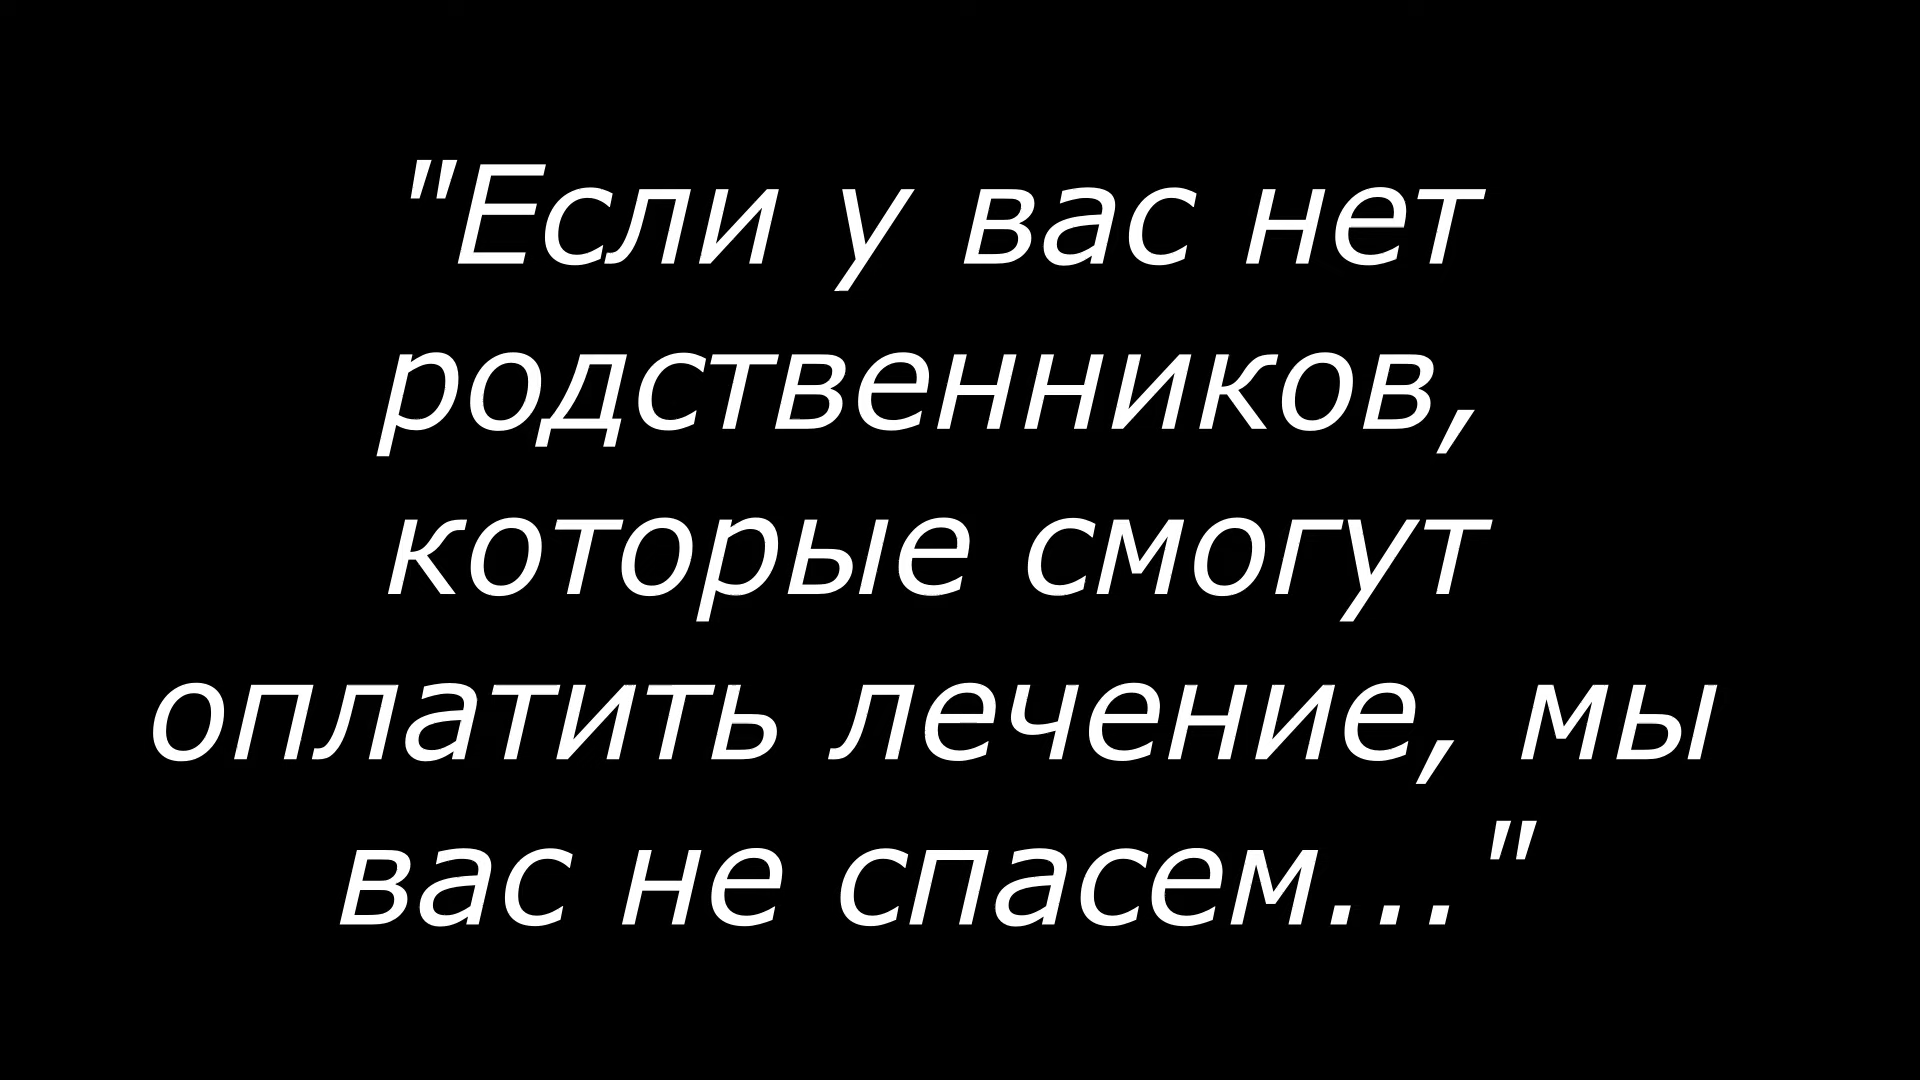 "Если у вас нет
родственников,
которые смогут
оплатить лечение, мы
вас не спасем..."